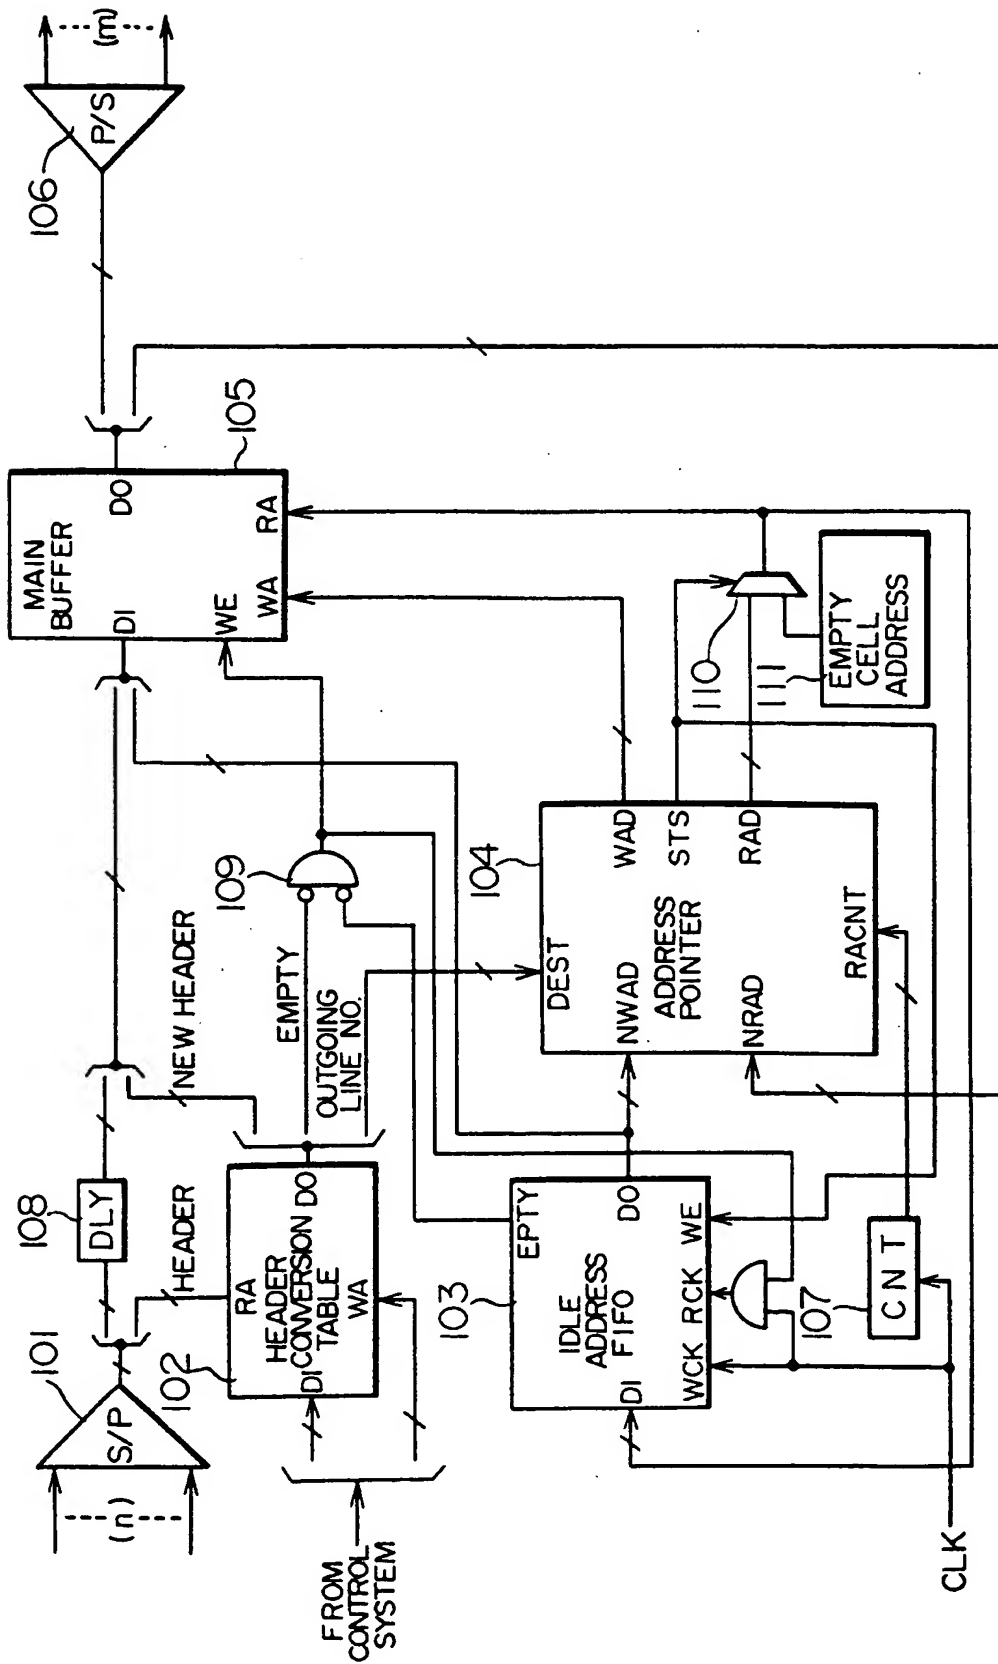 101
S/P
(n)
108
DLY
HEADER
NEW HEADER
102
RA
HEADER
CONVERSION
TABLE
DI
DO
WA
FROM
CONTROL
SYSTEM
EMPTY
OUTGOING
LINE NO.
109
MAIN
BUFFER
DI
DO
WE
WA
RA
105
106
P/S
(m)
103
EPTY
IDLE
ADDRESS
FIFO
DO
DI
WCK
RCK
WE
107
CNT
CLK
104
DEST
NWAD
ADDRESS
POINTER
NRAD
RACNT
WAD
STS
RAD
110
111
EMPTY
CELL
ADDRESS